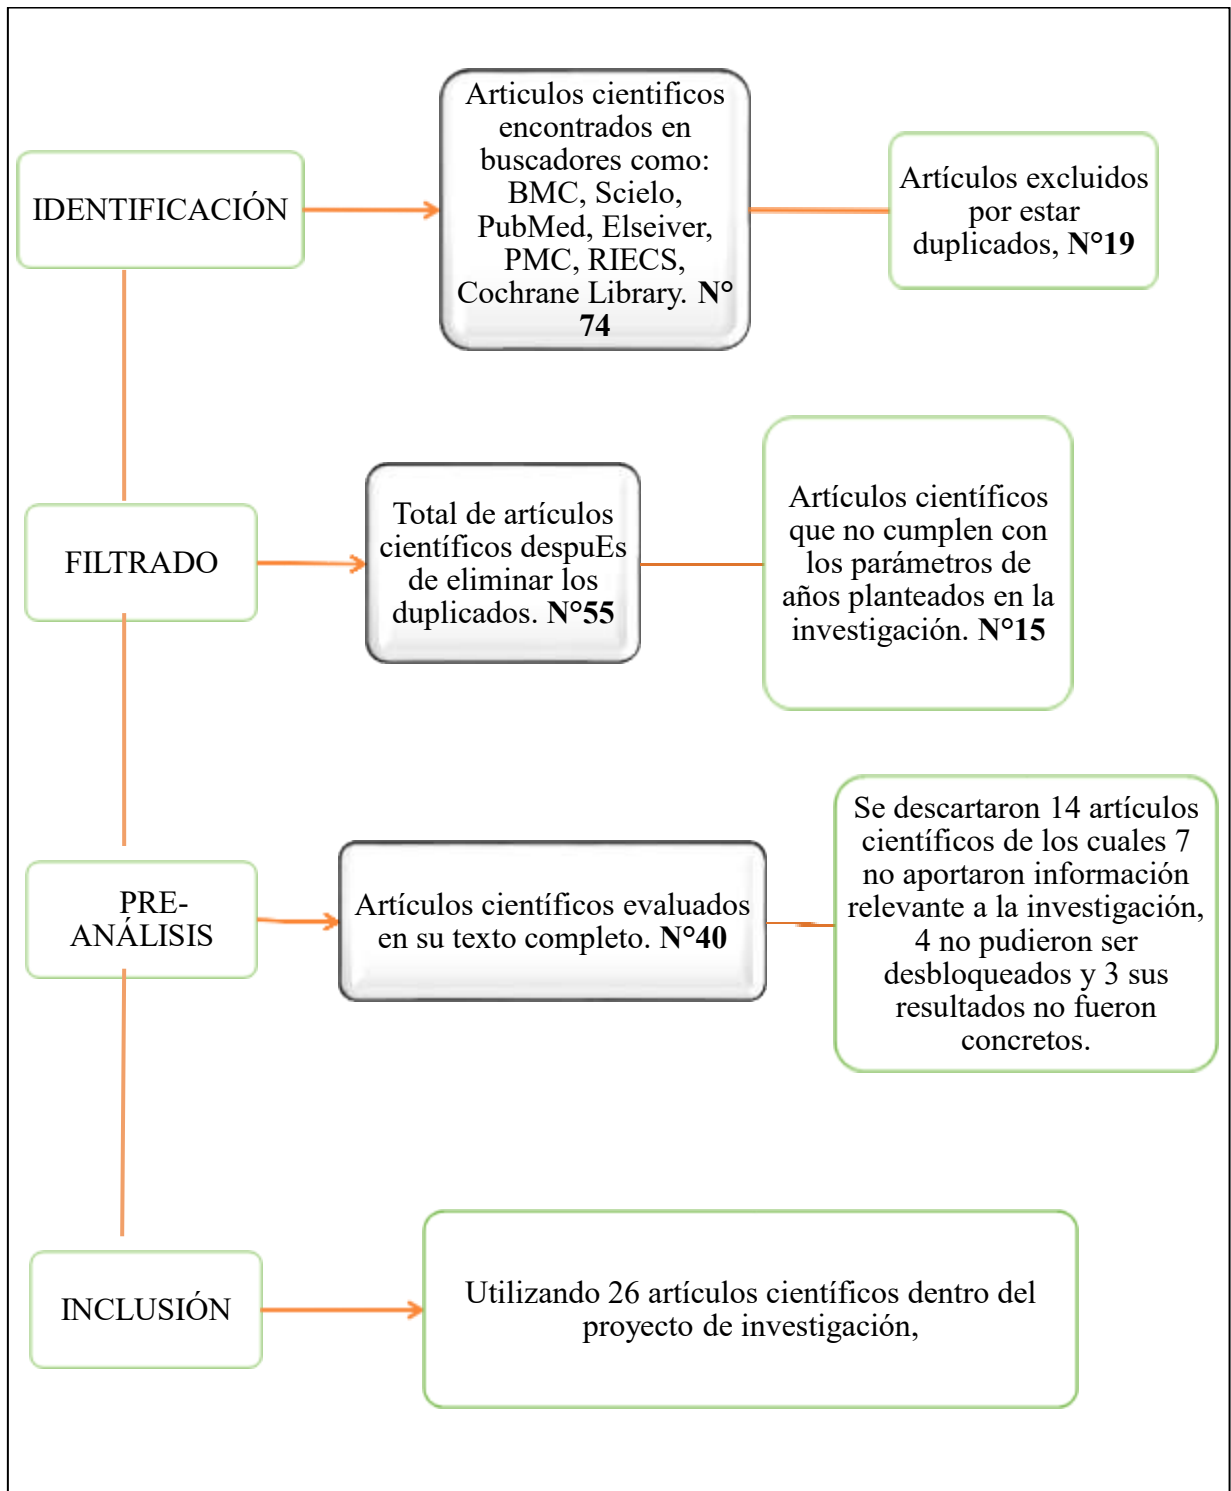 IDENTIFICACIÓN
Articulos cientificos
encontrados en
buscadores como:
BMC, Scielo,
PubMed, Elseiver,
PMC, RIECS,
Cochrane Library. N°
74
Artículos excluidos
por estar
duplicados, N°19
FILTRADO
Total de artículos
científicos despuEs
de eliminar los
duplicados. N°55
Artículos científicos
que no cumplen con
los parámetros de
años planteados en la
investigación. N°15
PRE-
ANÁLISIS
Artículos científicos evaluados
en su texto completo. N°40
Se descartaron 14 artículos
científicos de los cuales 7
no aportaron información
relevante a la investigación,
4 no pudieron ser
desbloqueados y 3 sus
resultados no fueron
concretos.
INCLUSIÓN
Utilizando 26 artículos científicos dentro del
proyecto de investigación,